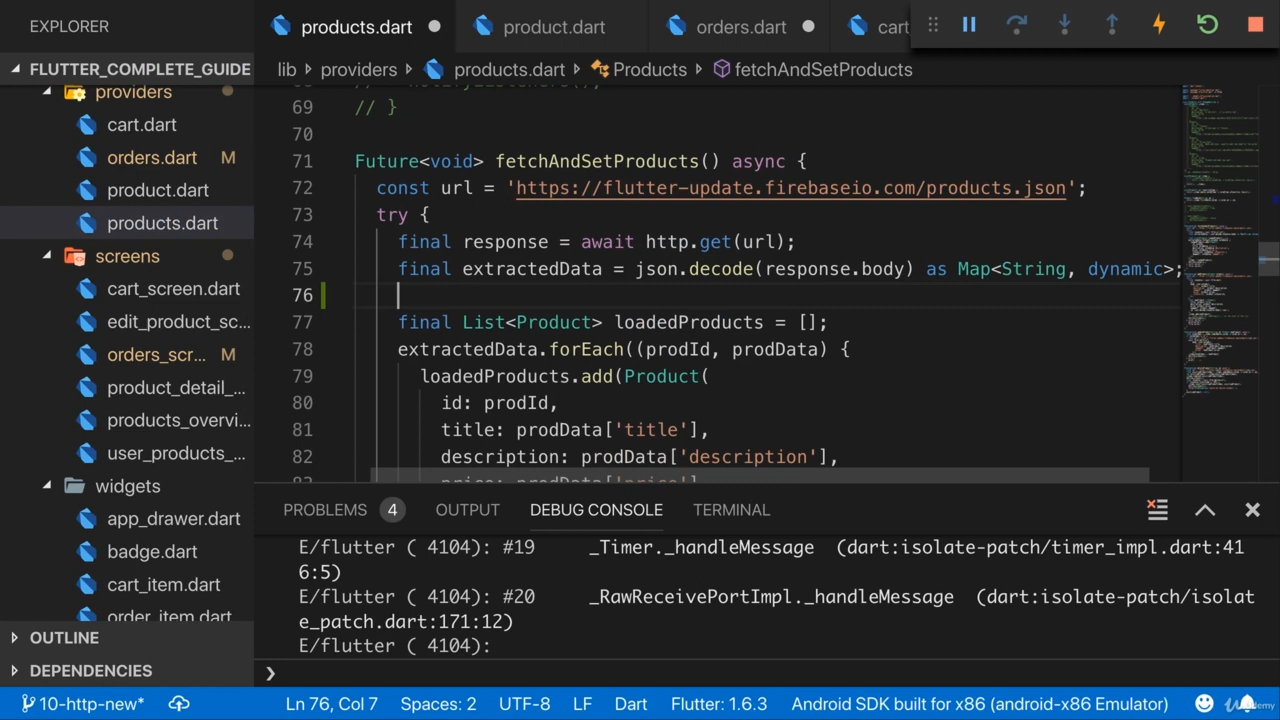 EXPLORER
products.dart
product.dart
orders.dart
cart
FLUTTER_COMPLETE_GUIDE
lib > providers > products.dart > Products > fetchAndSetProducts
providers
cart.dart
orders.dart M
product.dart
products.dart
screens
cart_screen.dart
edit_product_sc...
orders_scr... M
product_detail_...
products_overvi...
user_products_...
widgets
app_drawer.dart
badge.dart
cart_item.dart
order_item.dart
OUTLINE
DEPENDENCIES
69 // }
70
71 Future<void> fetchAndSetProducts() async {
72 const url = 'https://flutter-update.firebaseio.com/products.json';
73 try {
74 final response = await http.get(url);
75 final extractedData = json.decode(response.body) as Map<String, dynamic>;
76
77 final List<Product> loadedProducts = [];
78 extractedData.forEach((prodId, prodData) {
79 loadedProducts.add(Product(
80 id: prodId,
81 title: prodData['title'],
82 description: prodData['description'],
PROBLEMS 4 OUTPUT DEBUG CONSOLE TERMINAL
E/flutter ( 4104): #19 _Timer._handleMessage (dart:isolate-patch/timer_impl.dart:41
6:5)
E/flutter ( 4104): #20 _RawReceivePortImpl._handleMessage (dart:isolate-patch/isolat
e_patch.dart:171:12)
E/flutter ( 4104):
10-http-new* Ln 76, Col 7 Spaces: 2 UTF-8 LF Dart Flutter: 1.6.3 Android SDK built for x86 (android-x86 Emulator)